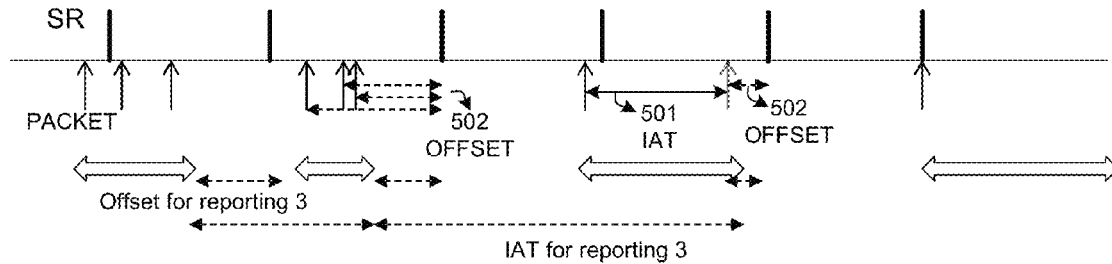 SR
PACKET
502
OFFSET
501
IAT
502
OFFSET
Offset for reporting 3
IAT for reporting 3